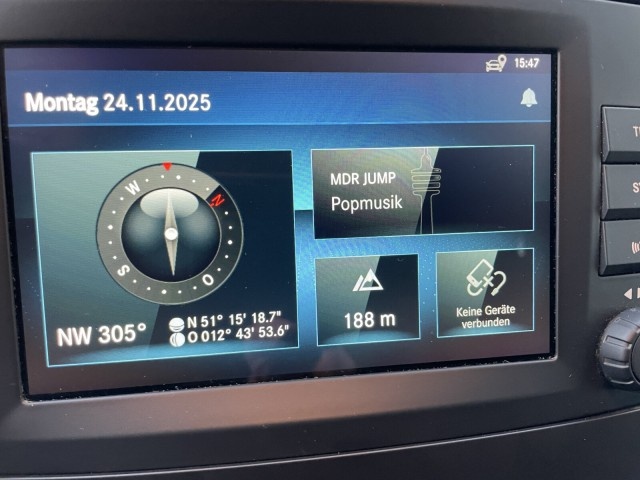 15:47
Montag 24.11.2025
W
N
S
O
NW 305°
N 51° 15' 18.7"
O 012° 43' 53.6"
MDR JUMP
Popmusik
188 m
Keine Geräte
verbunden